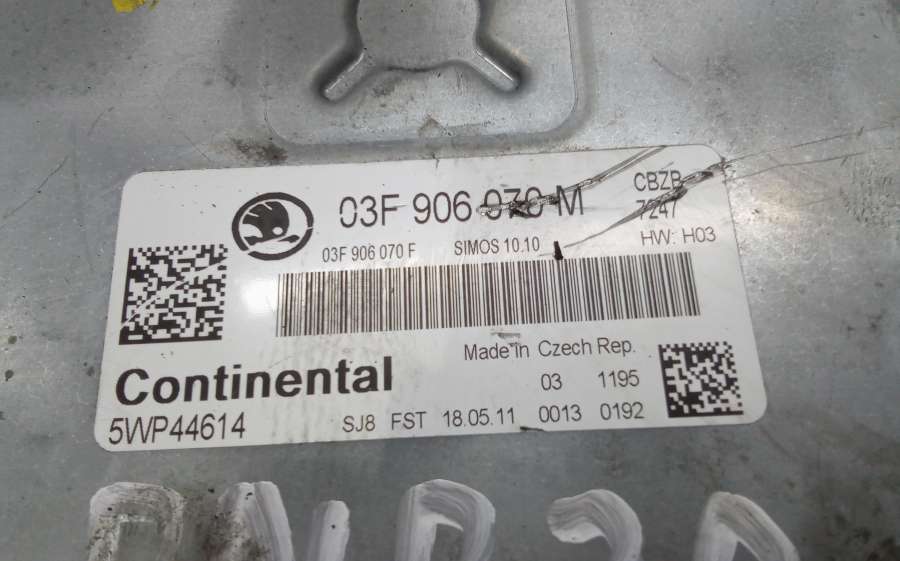 03F 906 070 M
CBZB
7247
03F 906 070 F SIMOS 10.10 HW: H03
Made in Czech Rep.
Continental
03 1195
5WP44614
SJ8 FST 18.05.11 0013 0192